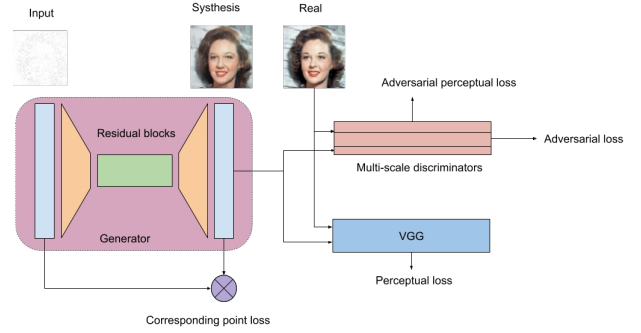 Input
Systhesis
Real
Adversarial perceptual loss
Residual blocks
Adversarial loss
Multi-scale discriminators
Generator
VGG
Perceptual loss
Corresponding point loss